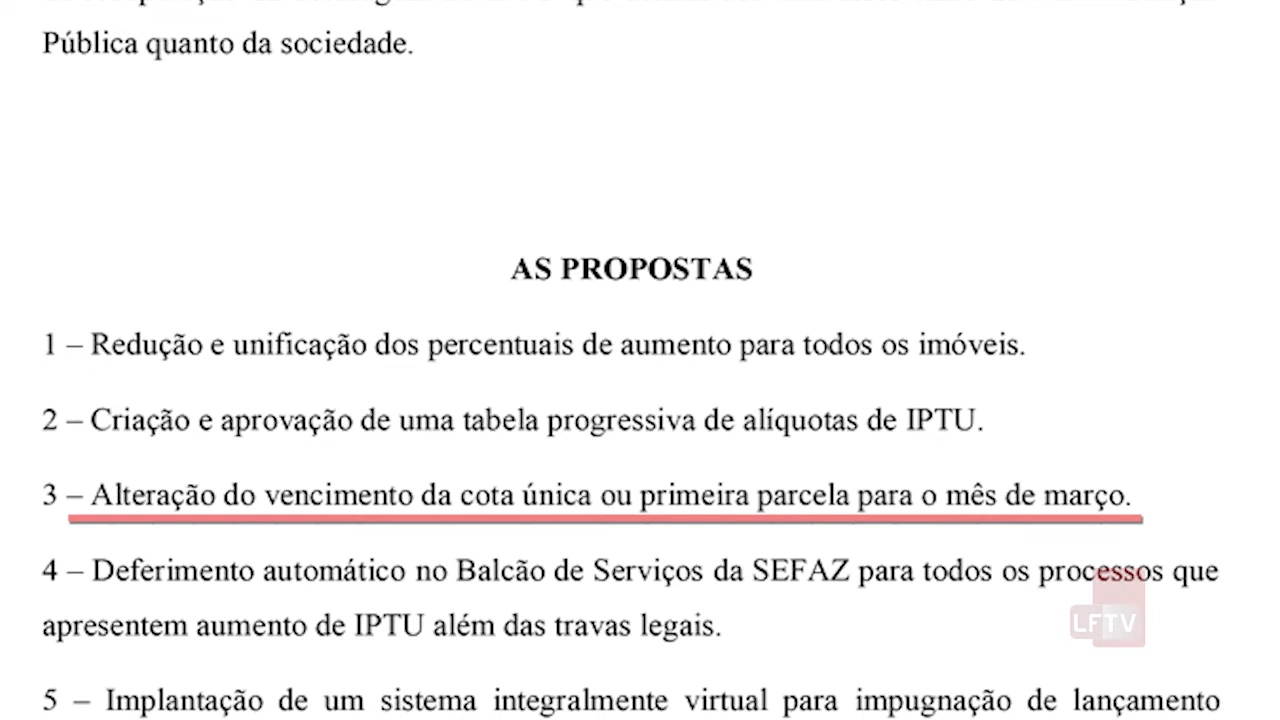 Pública quanto da sociedade.
AS PROPOSTAS
1 – Redução e unificação dos percentuais de aumento para todos os imóveis.
2 – Criação e aprovação de uma tabela progressiva de alíquotas de IPTU.
3 – Alteração do vencimento da cota única ou primeira parcela para o mês de março.
4 – Deferimento automático no Balcão de Serviços da SEFAZ para todos os processos que
apresentem aumento de IPTU além das travas legais.
LFTV
5 – Implantação de um sistema integralmente virtual para impugnação de lançamento